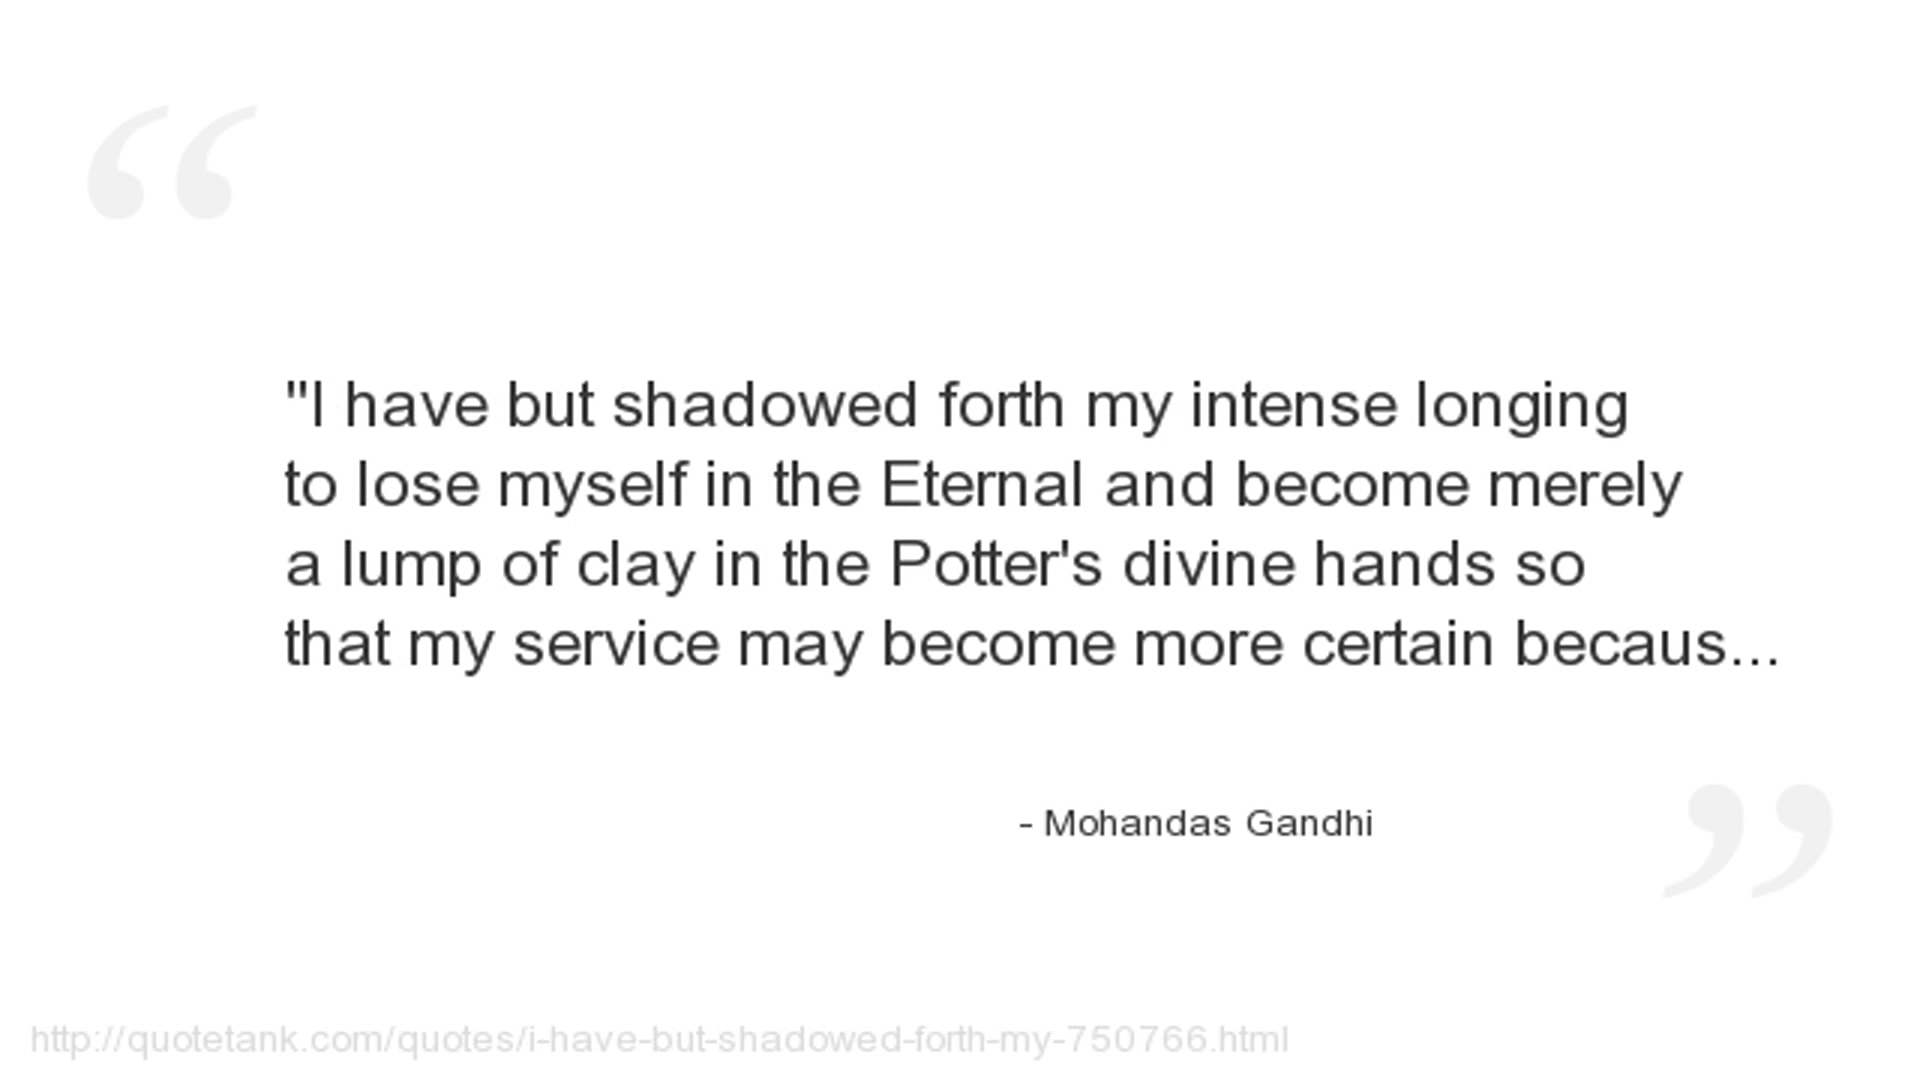 "I have but shadowed forth my intense longing
to lose myself in the Eternal and become merely
a lump of clay in the Potter's divine hands so
that my service may become more certain becaus...
- Mohandas Gandhi
http://quotetank.com/quotes/i-have-but-shadowed-forth-my-750766.html